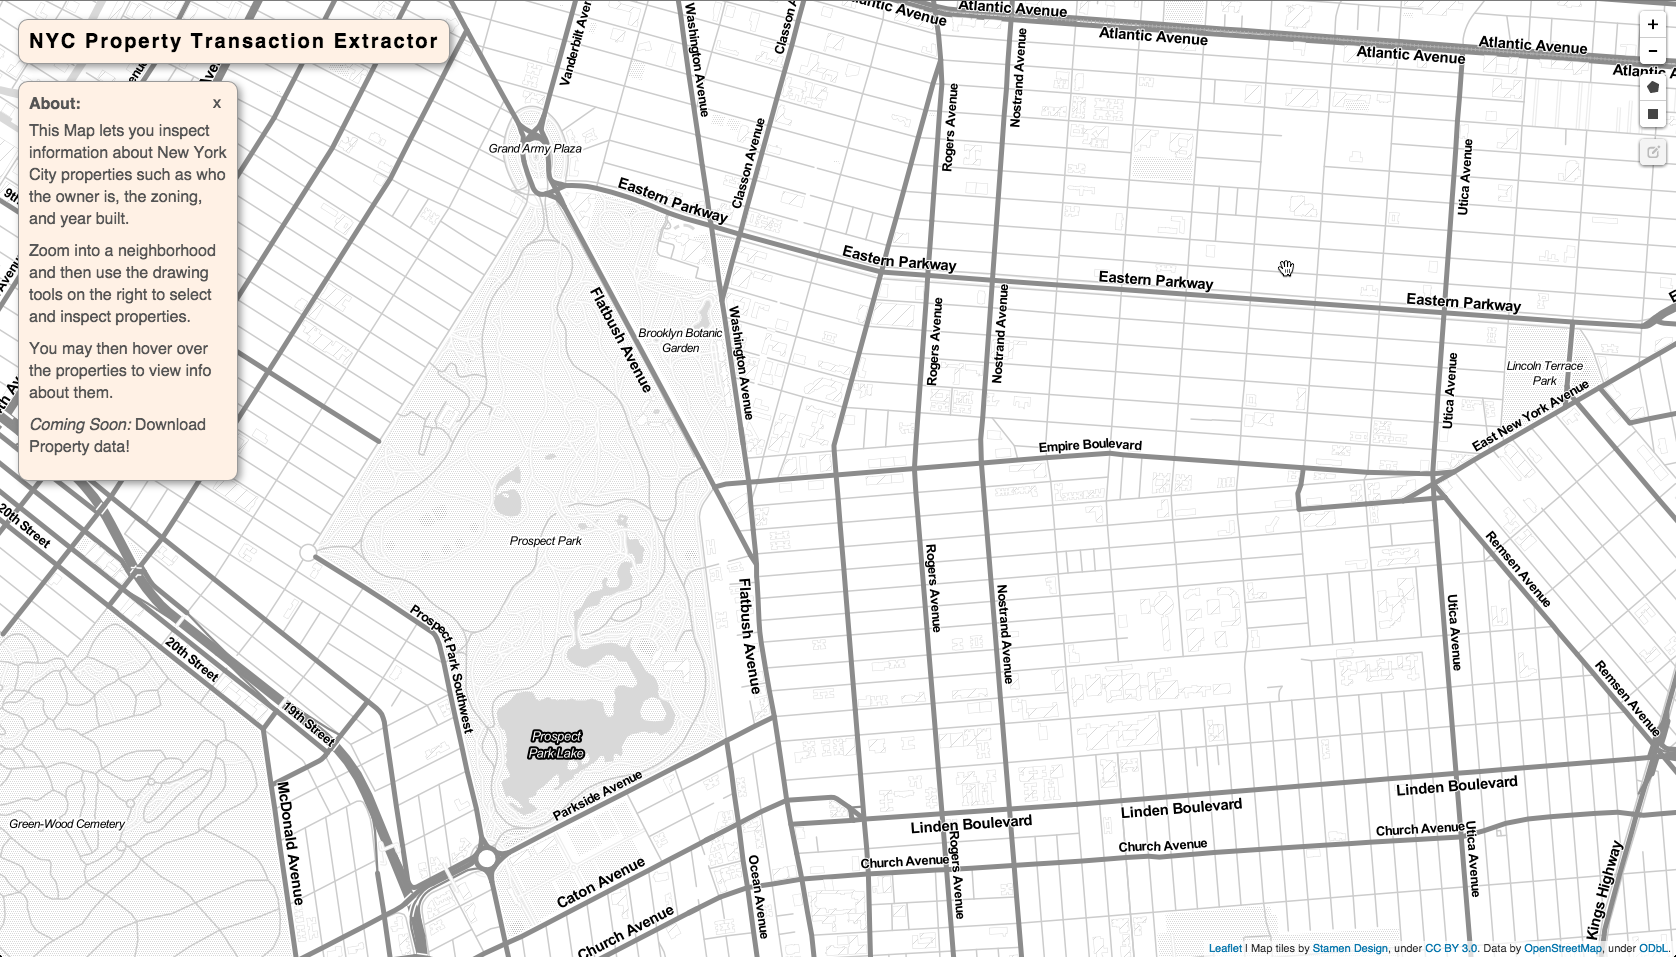 NYC Property Transaction Extractor
About:
x
This Map lets you inspect
information about New York
City properties such as who
the owner is, the zoning,
and year built.
Zoom into a neighborhood
and then use the drawing
tools on the right to select
and inspect properties.
You may then hover over
the properties to view info
about them.
Coming Soon: Download
Property data!
+
−
Atlantic Avenue
Atlantic Avenue
Atlantic Avenue
Atlantic Avenue
Vanderbilt Aven
Washington Avenue
Classon A
Nostrand Avenue
Rogers Avenue
Classon Avenue
Utica Avenue
Grand Army Plaza
Eastern Parkway
Eastern Parkway
Eastern Parkway
Eastern Parkway
Flatbush Avenue
Brooklyn Botanic
Garden
Washington Avenue
Rogers Avenue
Nostrand Avenue
Utica Avenue
Lincoln Terrace
Park
East New York Avenue
Empire Boulevard
20th Street
Prospect Park
Remsen Avenue
Rogers Avenue
Flatbush Avenue
Nostrand Avenue
Utica Avenue
Prospect Park Southwest
20th Street
19th Street
Remsen Avenue
Prospect
Park Lake
Parkside Avenue
McDonald Avenue
Green-Wood Cemetery
Linden Boulevard
Linden Boulevard
Linden Boulevard
Church Avenue
Church Avenue
Church Avenue
Rogers Avenue
Utica Avenue
Ocean Avenue
Caton Avenue
Church Avenue
Kings Highway
Leaflet | Map tiles by Stamen Design, under CC BY 3.0. Data by OpenStreetMap, under ODbL.